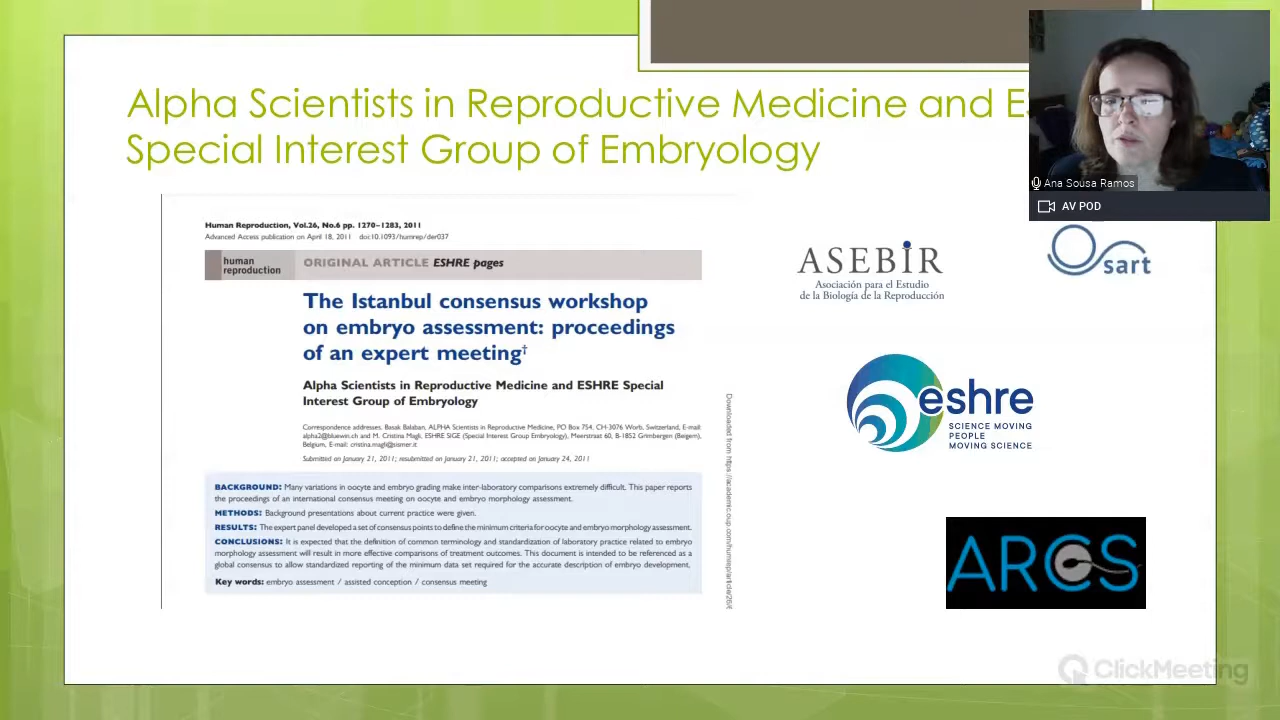 Alpha Scientists in Reproductive Medicine and
Special Interest Group of Embryology
Ana Sousa Ramos
AV POD
Human Reproduction, Vol.26, No.6 pp. 1270–1283, 2011
Advanced Access publication on April 18, 2011 doi:10.1093/humrep/der037
human
reproduction
ORIGINAL ARTICLE ESHRE pages
The Istanbul consensus workshop
on embryo assessment: proceedings
of an expert meeting†
Alpha Scientists in Reproductive Medicine and ESHRE Special
Interest Group of Embryology
Correspondence addresses. Basak Balaban, ALPHA Scientists in Reproductive Medicine, PO Box 754. CH-3076 Worb, Switzerland, E-mail:
alpha2@bluewin.ch and M. Cristina Magli, ESHRE SIGE (Special Interest Group Embryology), Meerstraat 60, B-1852 Grimbergen (Beigem),
Belgium, E-mail: cristina.magli@sismer.it
Submitted on January 21, 2011; resubmitted on January 21, 2011; accepted on January 24, 2011
BACKGROUND: Many variations in oocyte and embryo grading make inter-laboratory comparisons extremely difficult. This paper reports
the proceedings of an international consensus meeting on oocyte and embryo morphology assessment.
METHODS: Background presentations about current practice were given.
RESULTS: The expert panel developed a set of consensus points to define the minimum criteria for oocyte and embryo morphology assessment.
CONCLUSIONS: It is expected that the definition of common terminology and standardization of laboratory practice related to embryo
morphology assessment will result in more effective comparisons of treatment outcomes. This document is intended to be referenced as a
global consensus to allow standardized reporting of the minimum data set required for the accurate description of embryo development.
Key words: embryo assessment / assisted conception / consensus meeting
Downloaded from https://academic.oup.com/humrep/article/26/6
ASEBIR
Asociación para el Estudio
de la Biología de la Reproducción
sart
eshre
SCIENCE MOVING
PEOPLE
MOVING SCIENCE
ARCS
ClickMeeting